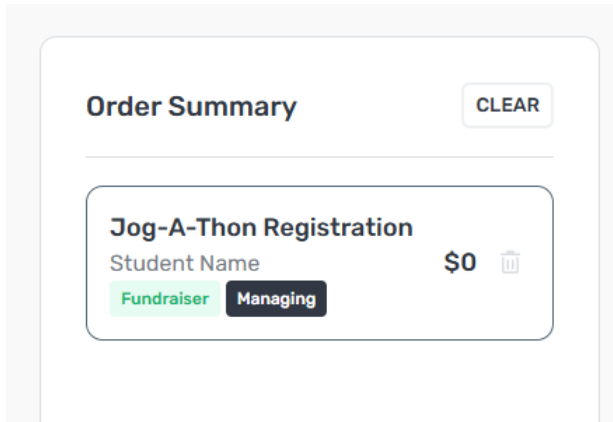 Order Summary
CLEAR
Jog-A-Thon Registration
Student Name
$0
Fundraiser
Managing